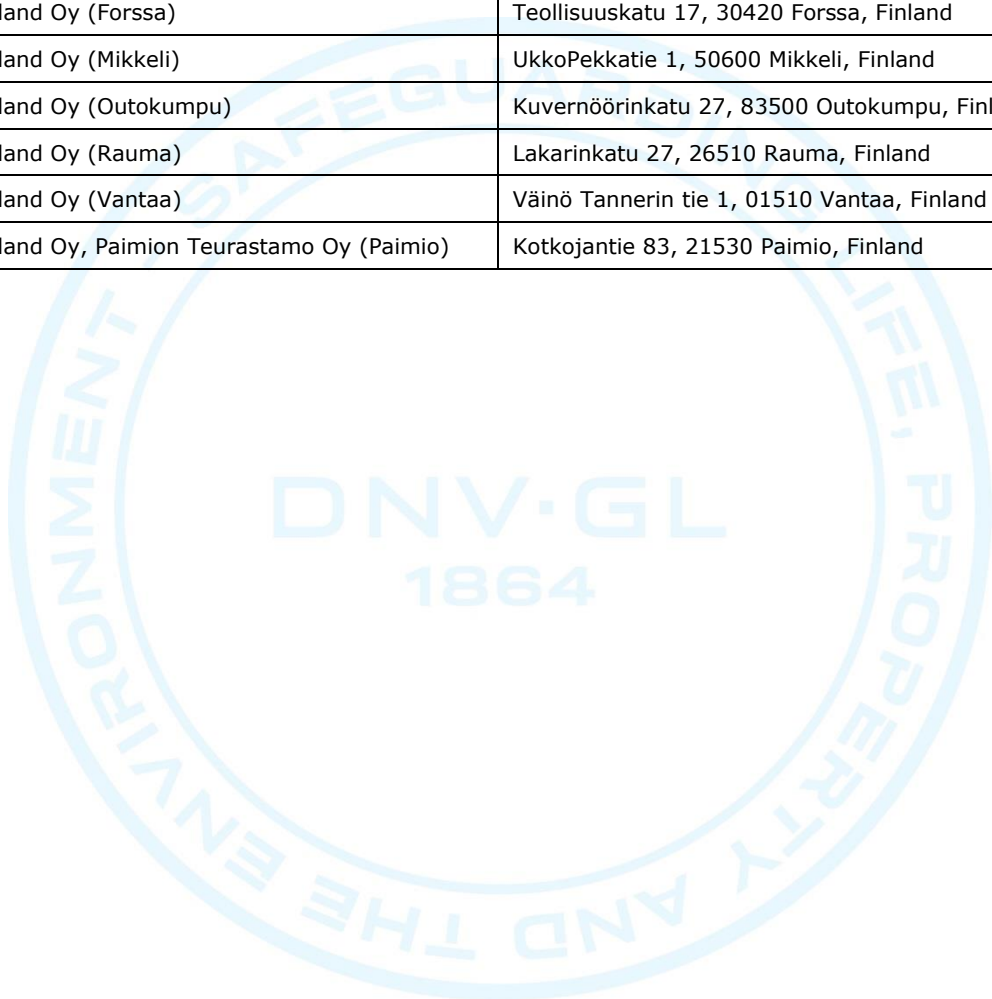 land Oy (Forssa) Teollisuuskatu 17, 30420 Forssa, Finland
land Oy (Mikkeli) UkkoPekkatie 1, 50600 Mikkeli, Finland
land Oy (Outokumpu) Kuvernöörinkatu 27, 83500 Outokumpu, Finl
land Oy (Rauma) Lakarinkatu 27, 26510 Rauma, Finland
land Oy (Vantaa) Väinö Tannerin tie 1, 01510 Vantaa, Finland
land Oy, Paimion Teurastamo Oy (Paimio) Kotkojantie 83, 21530 Paimio, Finland
SAFEGUARDING LIFE, PROPERTY AND THE ENVIRONMENT
DNV·GL
1864